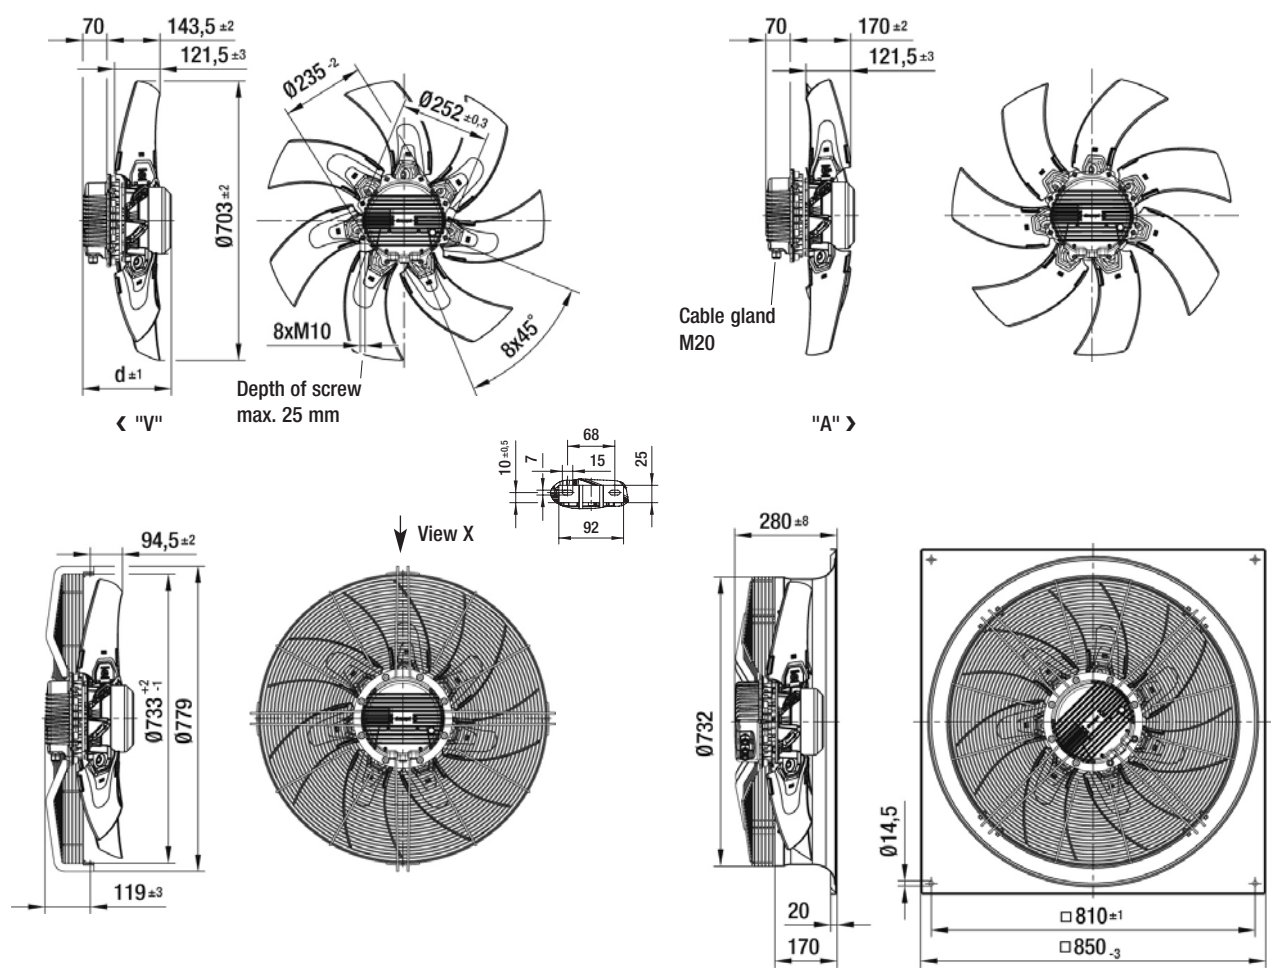 70
143,5 ±2
121,5 ±3
Ø235 -2
Ø252 ±0,3
Ø703 ±2
8xM10
8x45°
d ±1
Depth of screw
max. 25 mm
❮ "V"
70
170 ±2
121,5 ±3
Cable gland
M20
"A" ❯
68
10 ±0,5
7
15
25
92
View X
94,5 ±2
Ø733 +2 -1
Ø779
119 ±3
280 ±8
Ø732
Ø14,5
20
170
□ 810 ±1
□ 850 -3